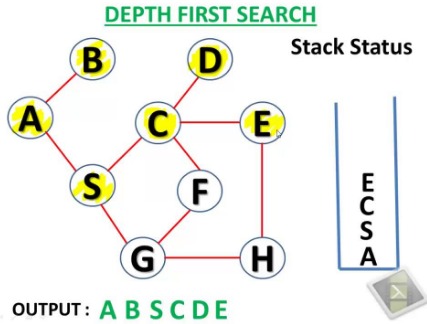 DEPTH FIRST SEARCH
B
D
Stack Status
A
C
E
S
F
G
H
E
C
S
A
OUTPUT : A B S C D E